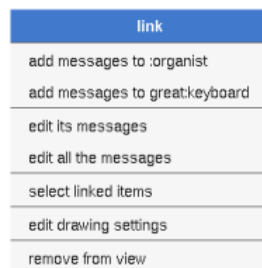 link
add messages to :organist
add messages to great:keyboard
edit its messages
edit all the messages
select linked items
edit drawing settings
remove from view